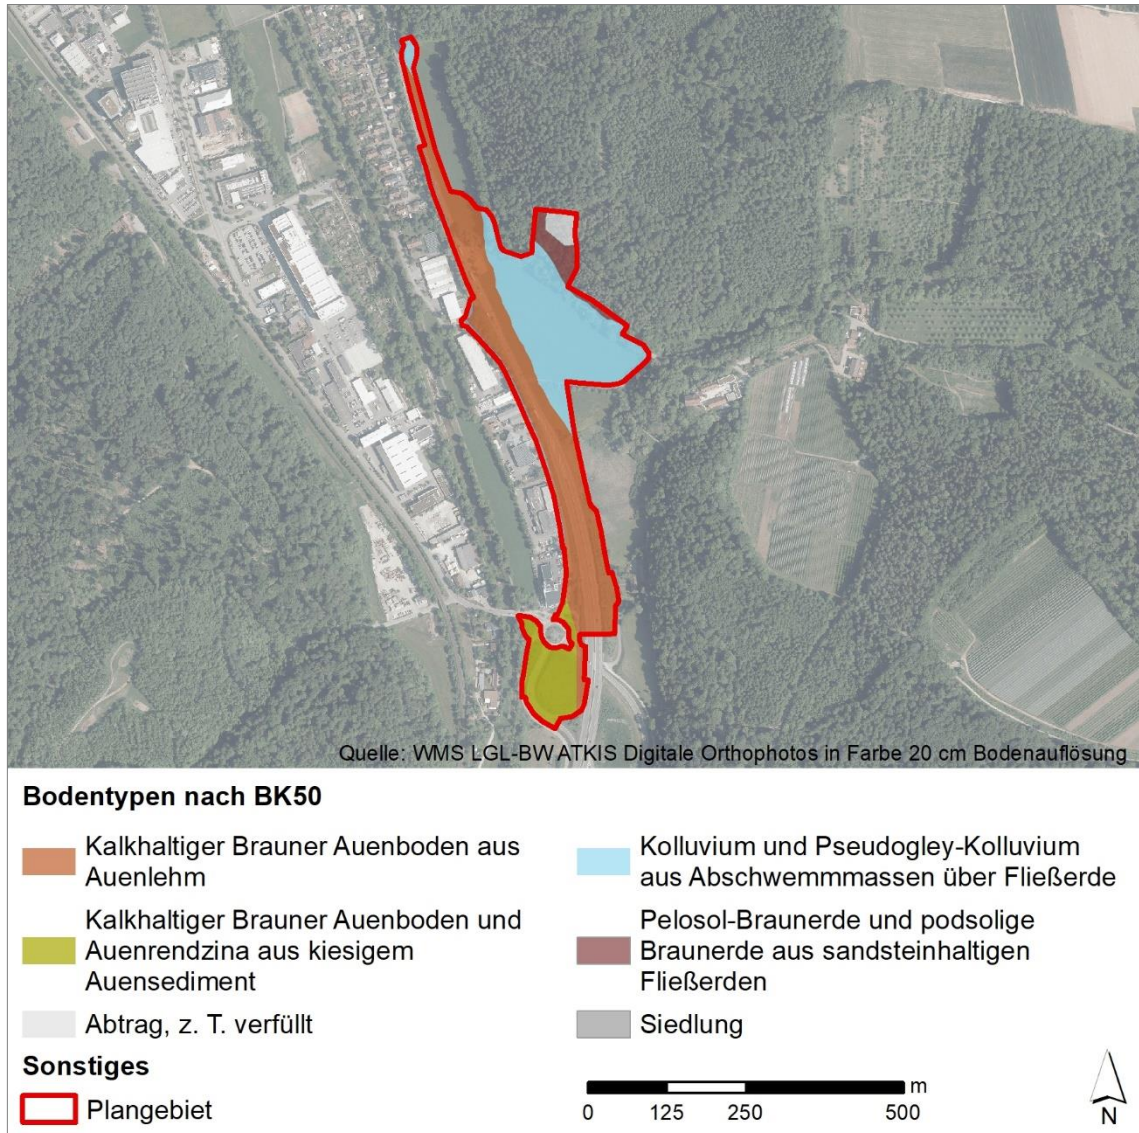 Quelle: WMS LGL-BW ATKIS Digitale Orthophotos in Farbe 20 cm Bodenauflösung
Bodentypen nach BK50
Kalkhaltiger Brauner Auenboden aus
Auenlehm
Kalkhaltiger Brauner Auenboden und
Auenrendzina aus kiesigem
Auensediment
Abtrag, z. T. verfüllt
Kolluvium und Pseudogley-Kolluvium
aus Abschwemmmassen über Fließerde
Pelosol-Braunerde und podsolige
Braunerde aus sandsteinhaltigen
Fließerden
Siedlung
Sonstiges
Plangebiet
m
0 125 250 500
N